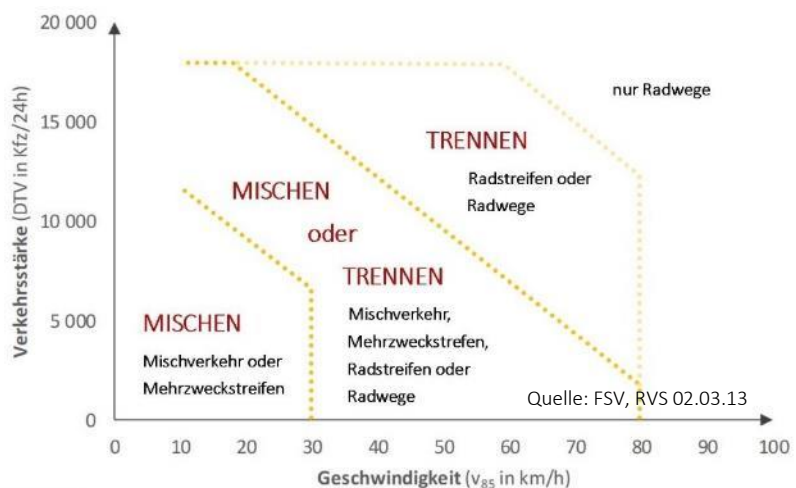 20 000
15 000
10 000
5 000
0
Verkehrsstärke (DTV in Kfz/24h)
nur Radwege
TRENNEN
Radstreifen oder
Radwege
MISCHEN
oder
TRENNEN
Mischverkehr,
Mehrzweckstrefen,
Radstreifen oder
Radwege
MISCHEN
Mischverkehr oder
Mehrzweckstreifen
Quelle: FSV, RVS 02.03.13
0 10 20 30 40 50 60 70 80 90 100
Geschwindigkeit (v85 in km/h)